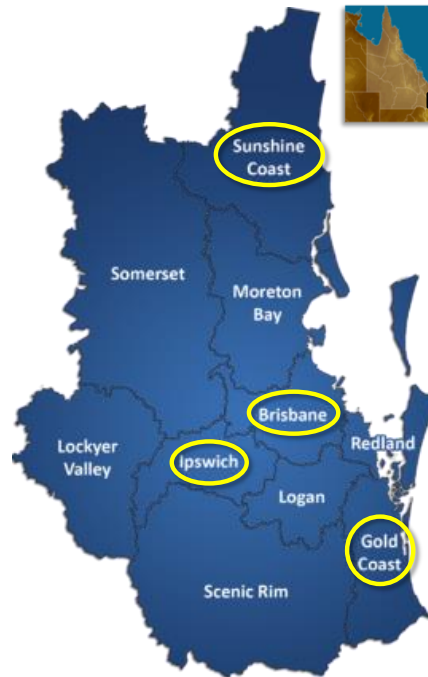 Sunshine
Coast
Somerset
Moreton
Bay
Brisbane
Lockyer
Valley
Redland
Ipswich
Logan
Gold
Coast
Scenic Rim